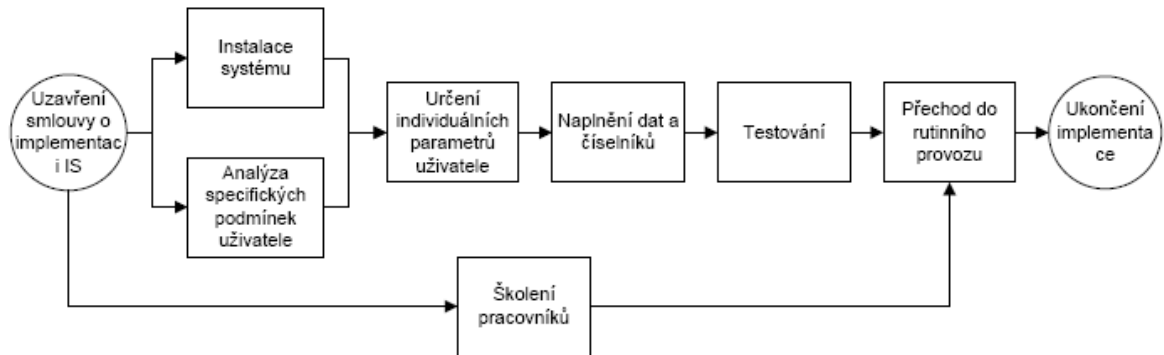 Instalace
systému
Uzavření
smlouvy o
implementac
i IS
Analýza
specifických
podmínek
uživatele
Určení
individuálních
parametrů
uživatele
Naplnění dat a
číselníků
Testování
Přechod do
rutinního
provozu
Ukončení
implementa
ce
Školení
pracovníků